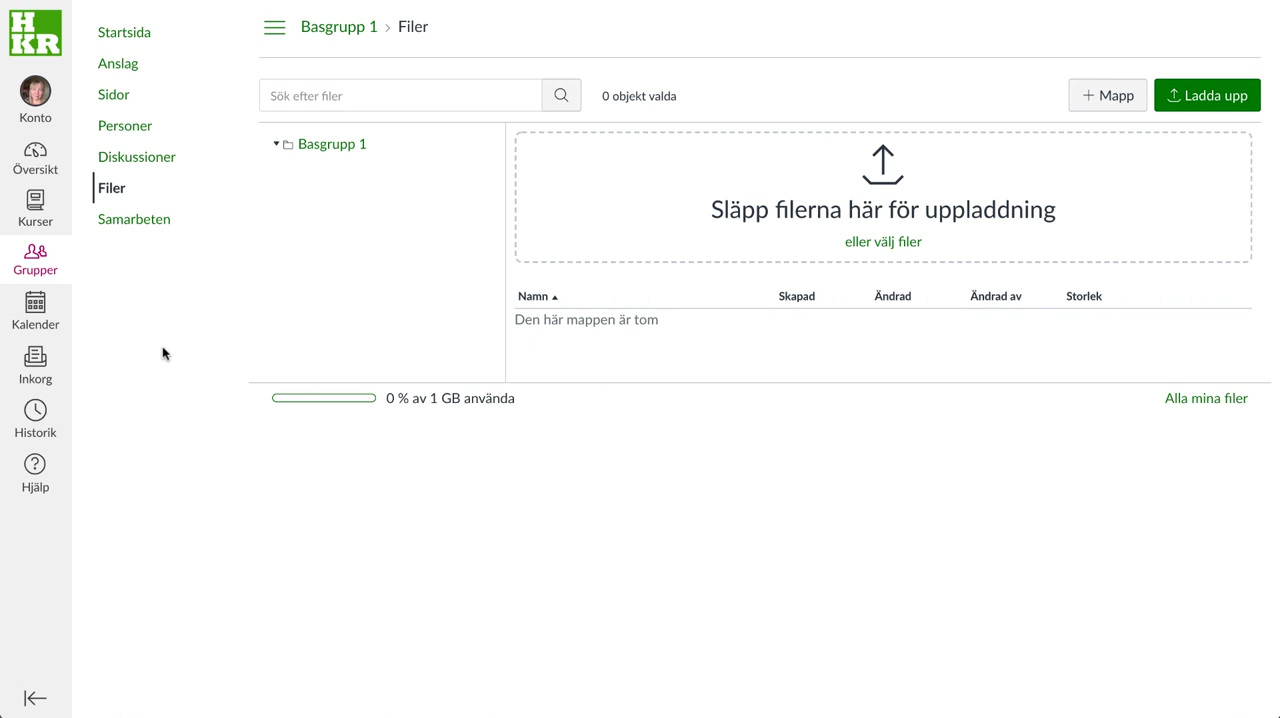 HKR
Konto
Översikt
Kurser
Grupper
Kalender
Inkorg
Historik
Hjälp
Startsida
Anslag
Sidor
Personer
Diskussioner
Filer
Samarbeten
Basgrupp 1 › Filer
Sök efter filer
0 objekt valda
+ Mapp
Ladda upp
Basgrupp 1
Släpp filerna här för uppladdning
eller välj filer
Namn Skapad Ändrad Ändrad av Storlek
Den här mappen är tom
0 % av 1 GB använda
Alla mina filer